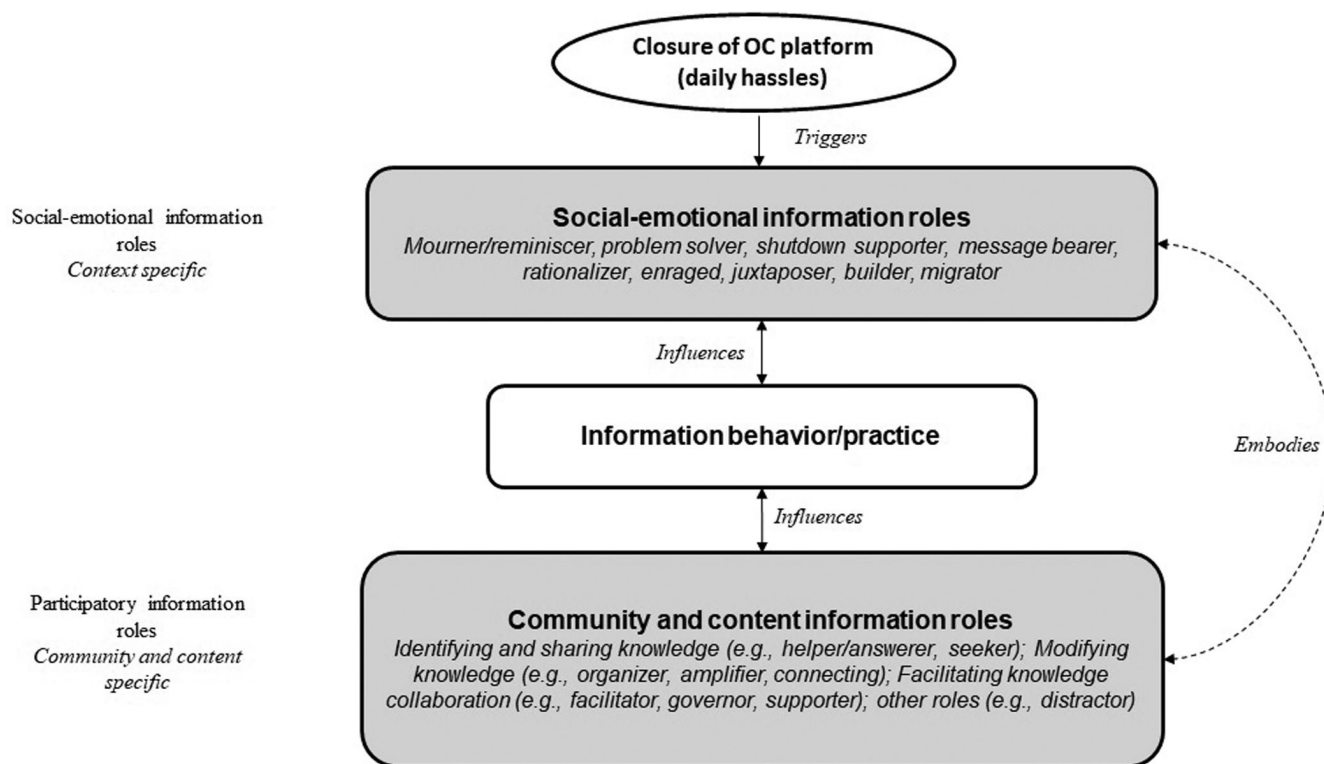 Closure of OC platform
(daily hassles)
Triggers
Social-emotional information
roles
Context specific
Social-emotional information roles
Mourner/reminiscer, problem solver, shutdown supporter, message bearer,
rationalizer, enraged, juxtaposer, builder, migrator
Influences
Information behavior/practice
Embodies
Influences
Participatory information
roles
Community and content
specific
Community and content information roles
Identifying and sharing knowledge (e.g., helper/answerer, seeker); Modifying
knowledge (e.g., organizer, amplifier, connecting); Facilitating knowledge
collaboration (e.g., facilitator, governor, supporter); other roles (e.g., distractor)